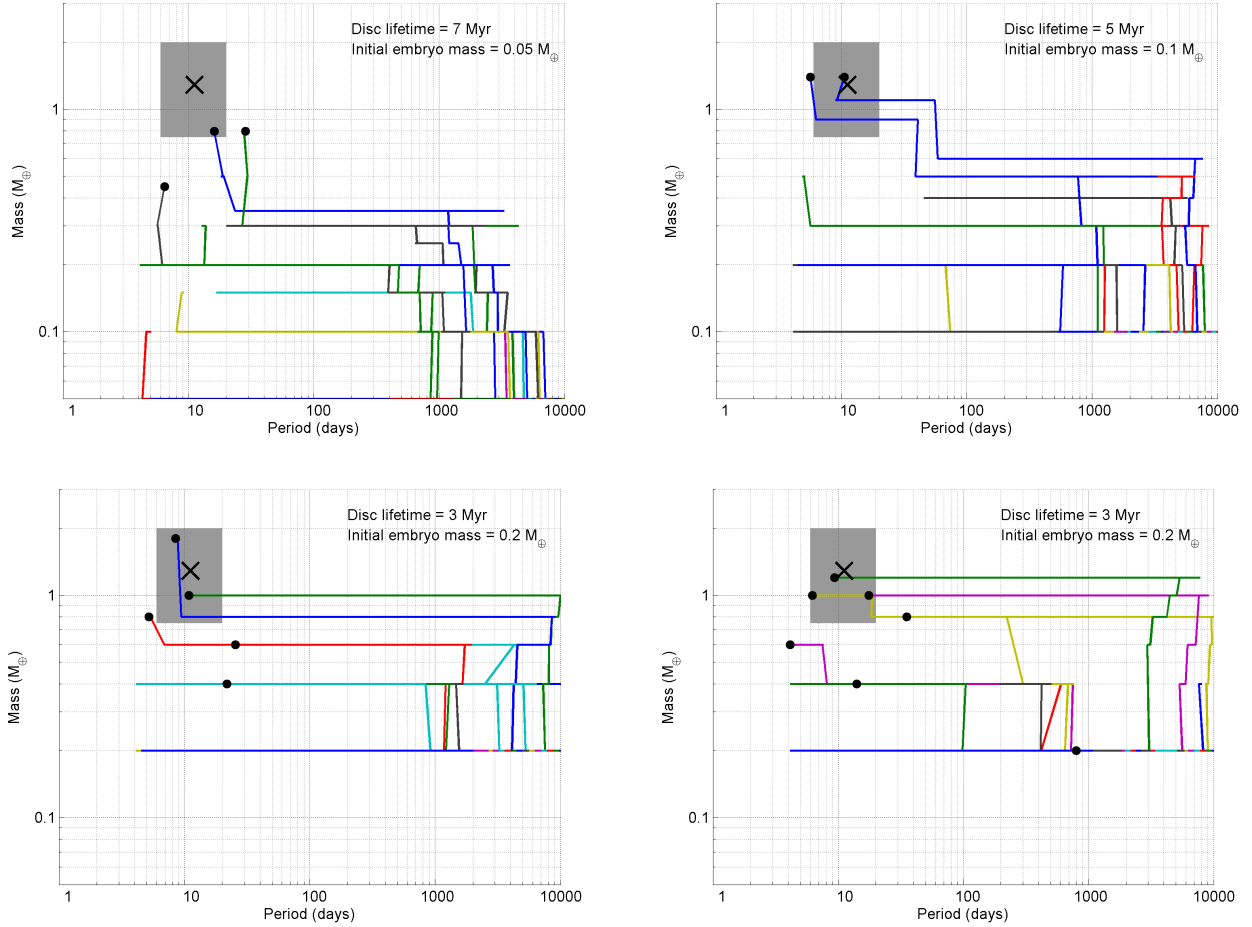 Disc lifetime = 7 Myr
Initial embryo mass = 0.05 M⊕
1
0.1
Mass (M⊕)
1 10 100 1000 10000
Period (days)
Disc lifetime = 5 Myr
Initial embryo mass = 0.1 M⊕
1
0.1
Mass (M⊕)
1 10 100 1000 10000
Period (days)
Disc lifetime = 3 Myr
Initial embryo mass = 0.2 M⊕
1
0.1
Mass (M⊕)
1 10 100 1000 10000
Period (days)
Disc lifetime = 3 Myr
Initial embryo mass = 0.2 M⊕
1
0.1
Mass (M⊕)
1 10 100 1000 10000
Period (days)